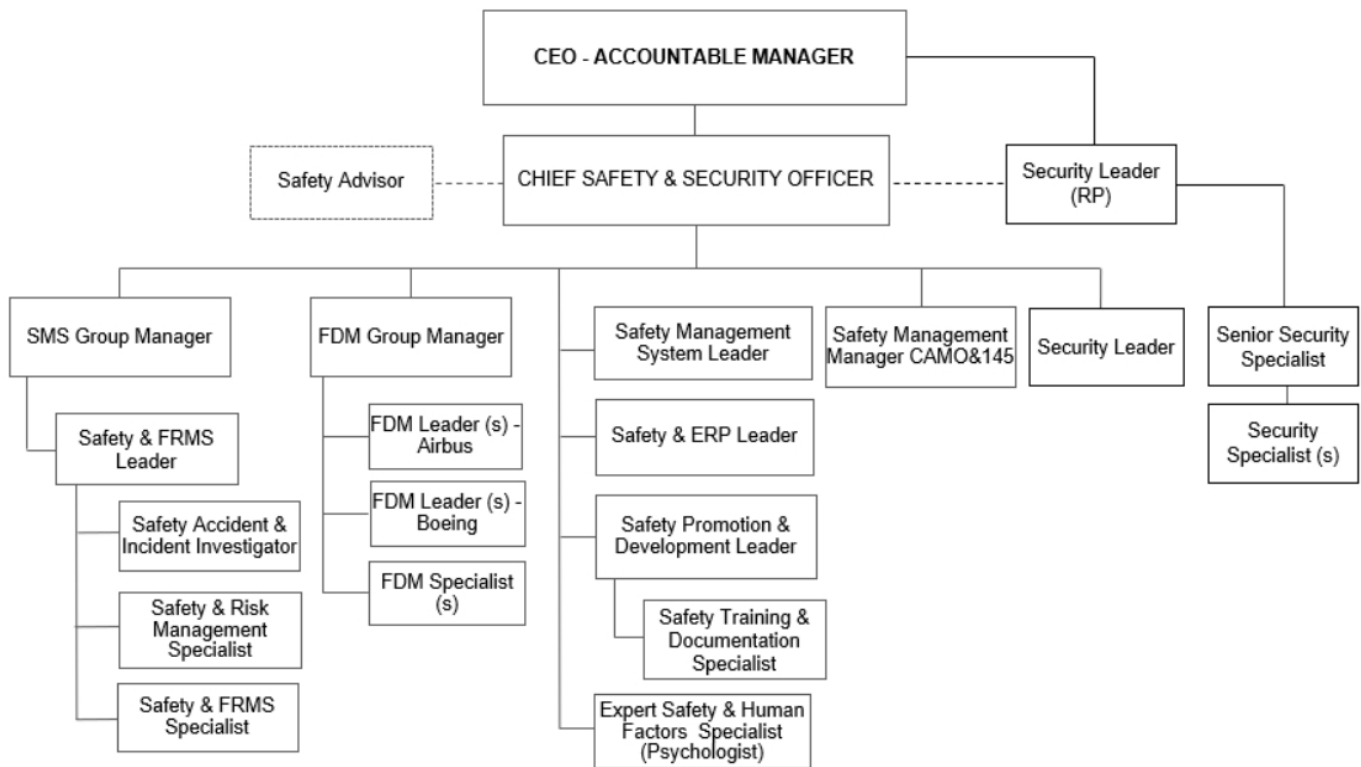 CEO - ACCOUNTABLE MANAGER
Safety Advisor
CHIEF SAFETY & SECURITY OFFICER
Security Leader
(RP)
SMS Group Manager
Safety & FRMS
Leader
Safety Accident &
Incident Investigator
Safety & Risk
Management
Specialist
Safety & FRMS
Specialist
FDM Group Manager
FDM Leader (s) -
Airbus
FDM Leader (s) -
Boeing
FDM Specialist
(s)
Safety Management
System Leader
Safety & ERP Leader
Safety Promotion &
Development Leader
Safety Training &
Documentation
Specialist
Expert Safety & Human
Factors Specialist
(Psychologist)
Safety Management
Manager CAMO&145
Security Leader
Senior Security
Specialist
Security
Specialist (s)